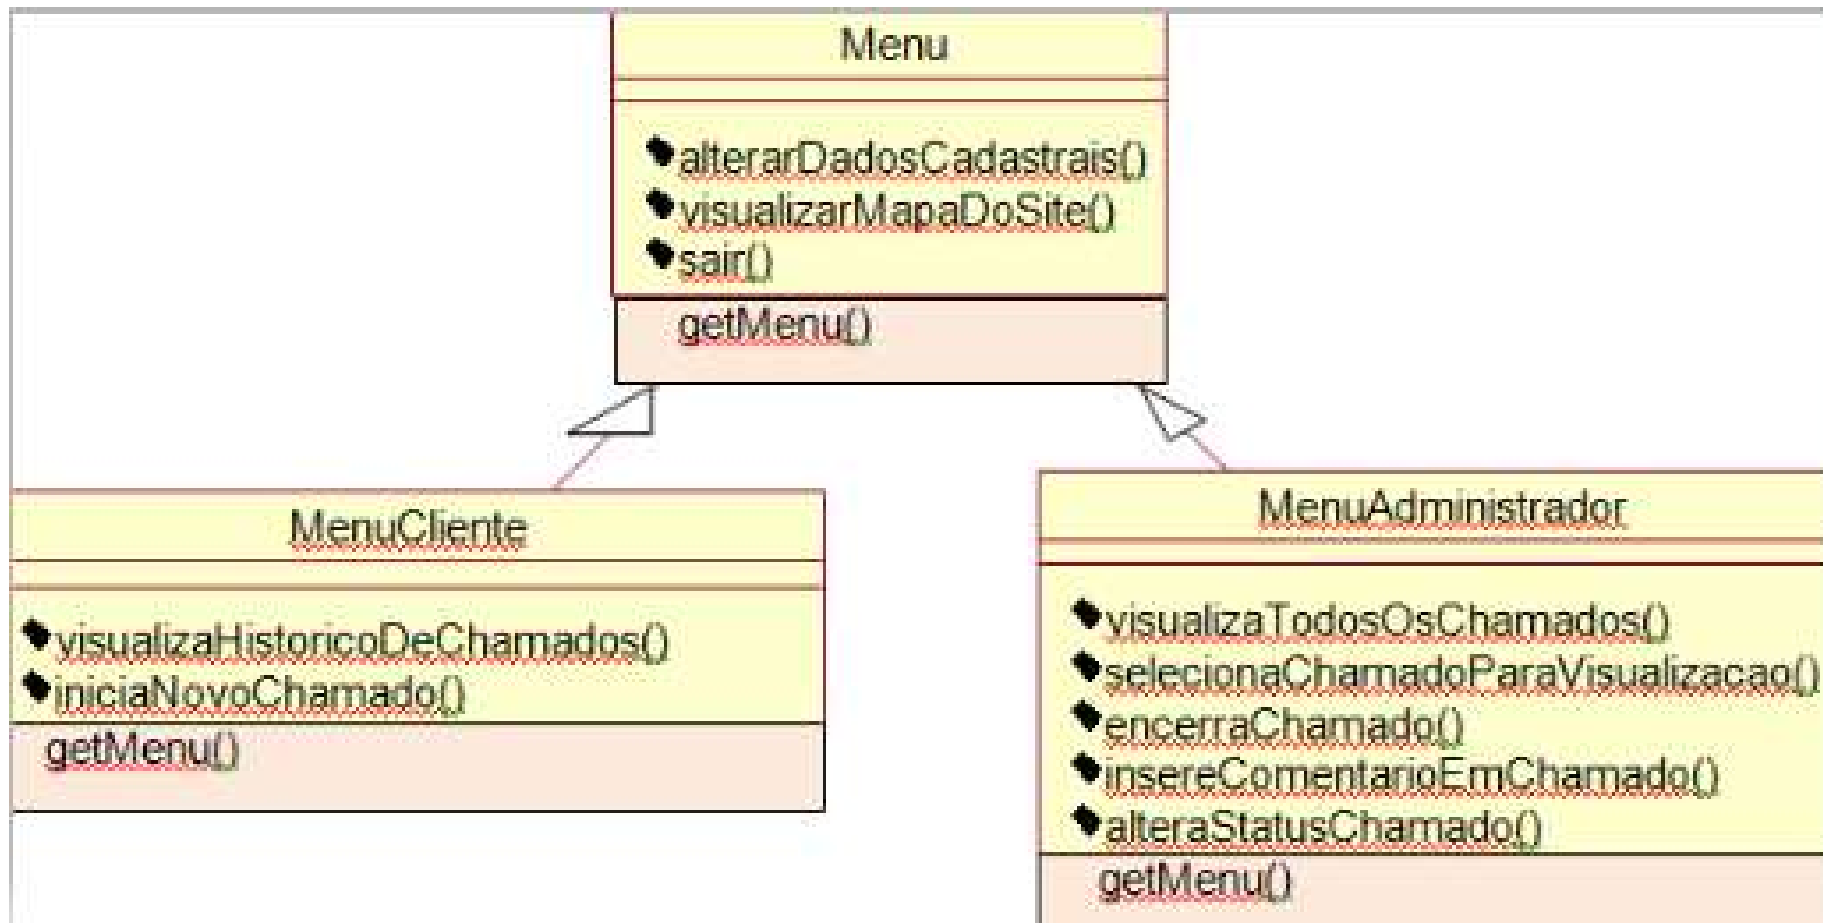 Menu
alterarDadosCadastrais()
visualizarMapaDoSite()
sair()
getMenu()
MenuCliente
visualizaHistoricoDeChamados()
iniciaNovoChamado()
getMenu()
MenuAdministrador
visualizaTodosOsChamados()
selecionaChamadoParaVisualizacao()
encerraChamado()
insereComentarioEmChamado()
alteraStatusChamado()
getMenu()